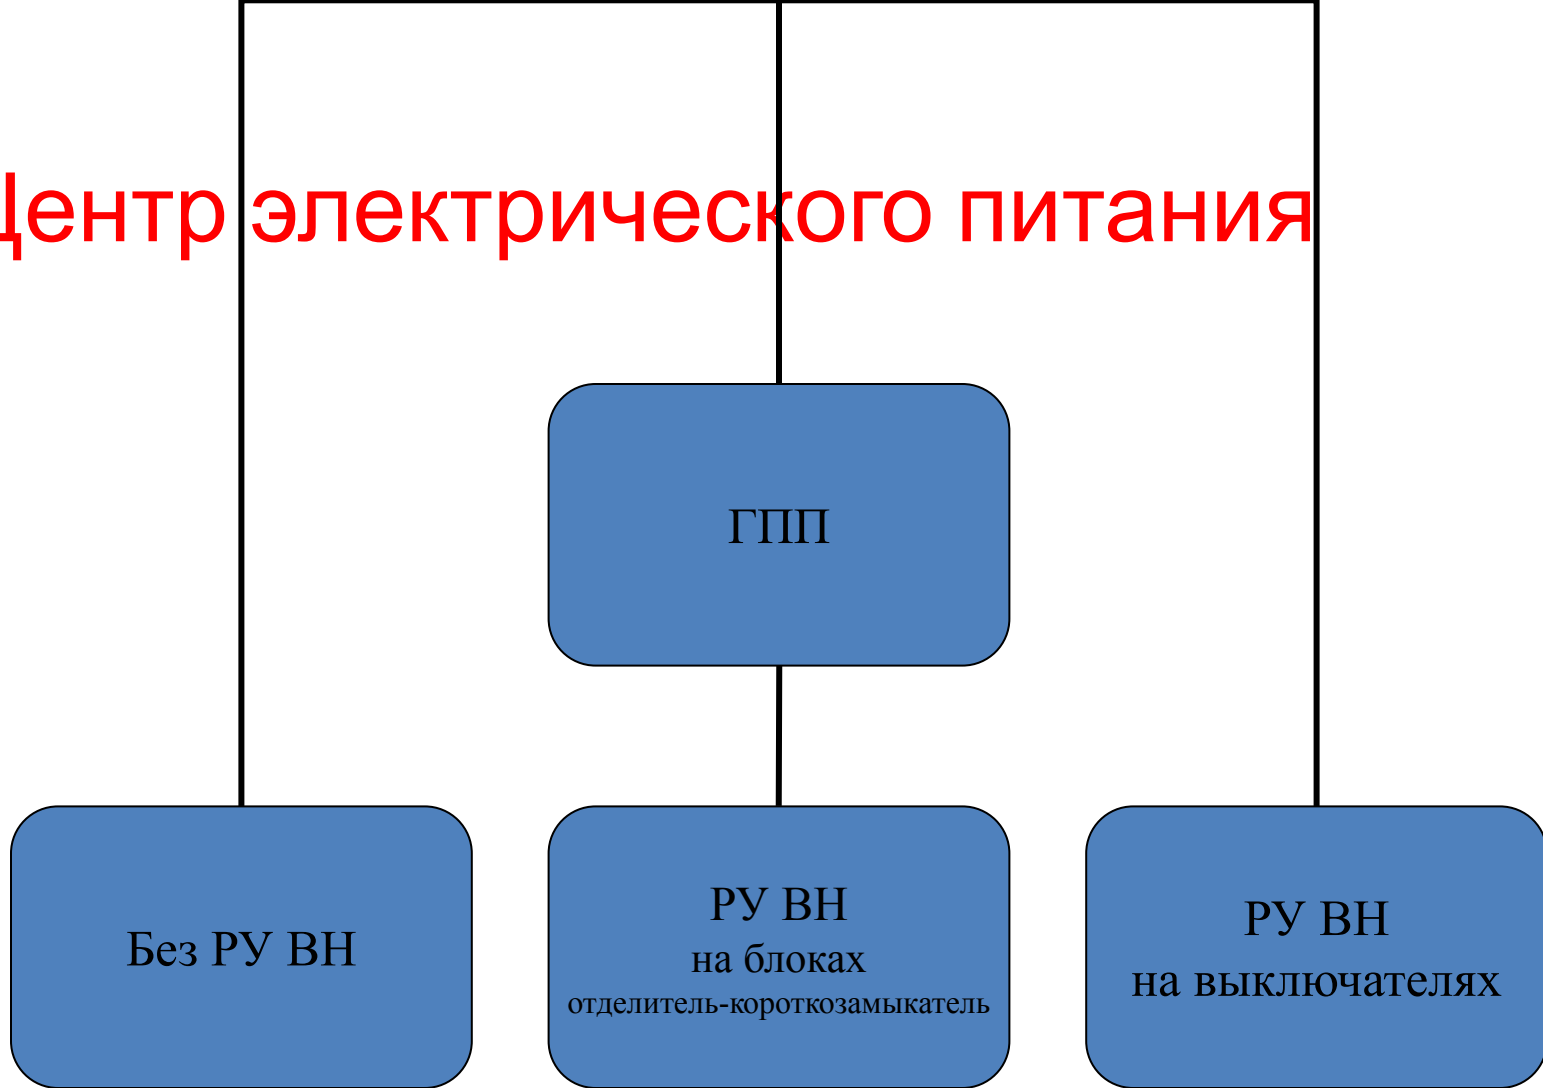 Центр электрического питания
ГПП
Без РУ ВН
РУ ВН
на блоках
отделитель-короткозамыкатель
РУ ВН
на выключателях